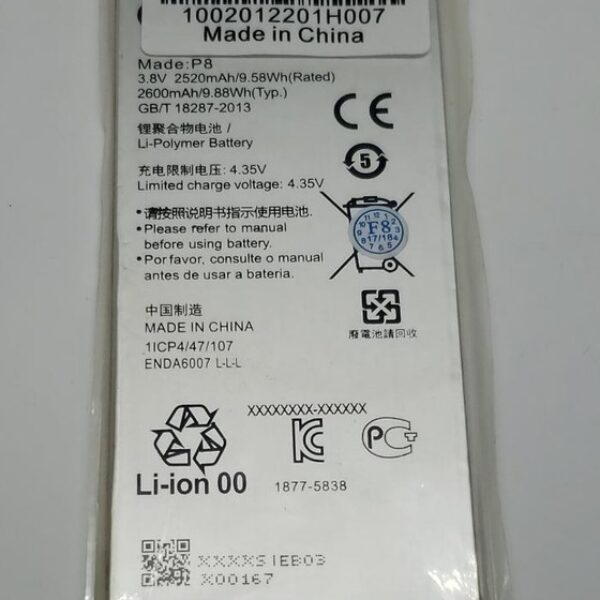 1002012201H007
Made in China
Made:P8
3.8V 2520mAh/9.58Wh(Rated)
2600mAh/9.88Wh(Typ.)
GB/T 18287-2013
锂聚合物电池 /
Li-Polymer Battery
充电限制电压: 4.35V
Limited charge voltage: 4.35V
•请按照说明书指示使用电池.
•Please refer to manual
before using battery.
•Por favor, consulte o manual
antes de usar a bateria.
中国制造
MADE IN CHINA
1ICP4/47/107
ENDA6007 L-L-L
CE
5
F8
17/18
廢電池請回收
XXXXXXXX-XXXXXX
Li-ion 00
1877-5838
XXXXSIEB03
X00167